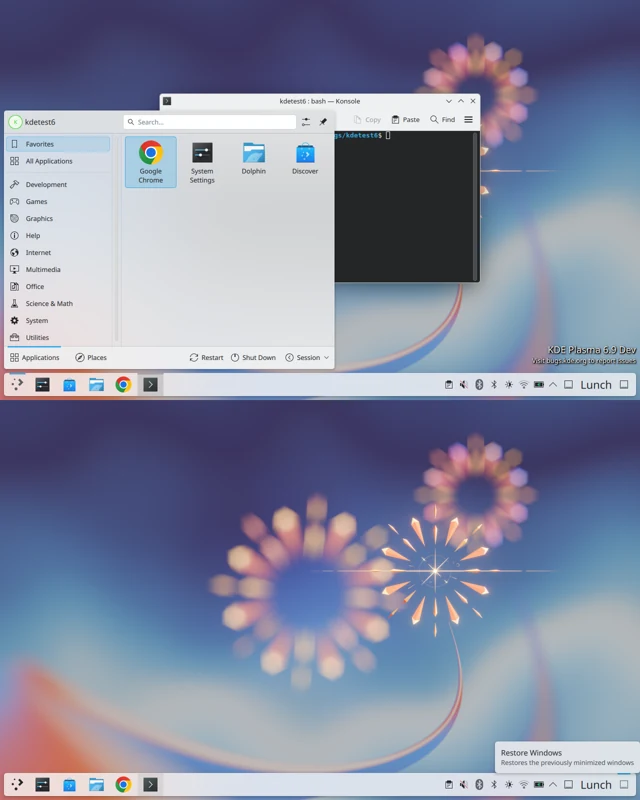 kdetest6 : bash — Konsole
Copy
Paste
Find
gs/kdetest6$
K
kdetest6
Search...
Favorites
All Applications
Development
Games
Graphics
Help
Internet
Multimedia
Office
Science & Math
System
Utilities
Google
Chrome
System
Settings
Dolphin
Discover
Applications
Places
Restart
Shut Down
Session
KDE Plasma 6.9 Dev
Visit bugs.kde.org to report issues
Lunch
Restore Windows
Restores the previously minimized windows
Lunch